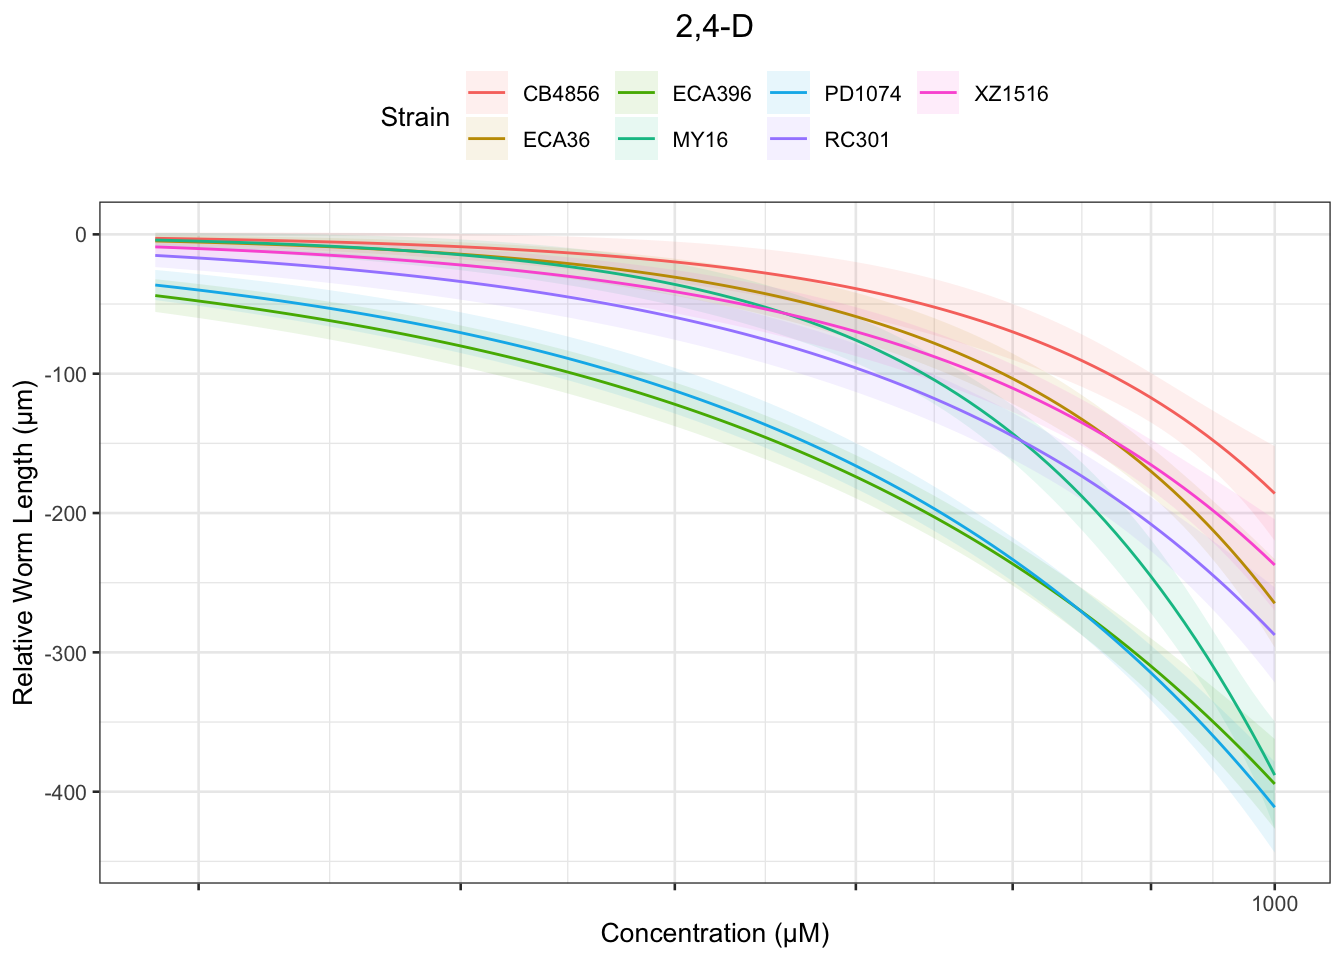 2,4-D
Strain
CB4856 ECA396 PD1074 XZ1516
ECA36 MY16 RC301
Relative Worm Length (µm)
0
-100
-200
-300
-400
1000
Concentration (µM)